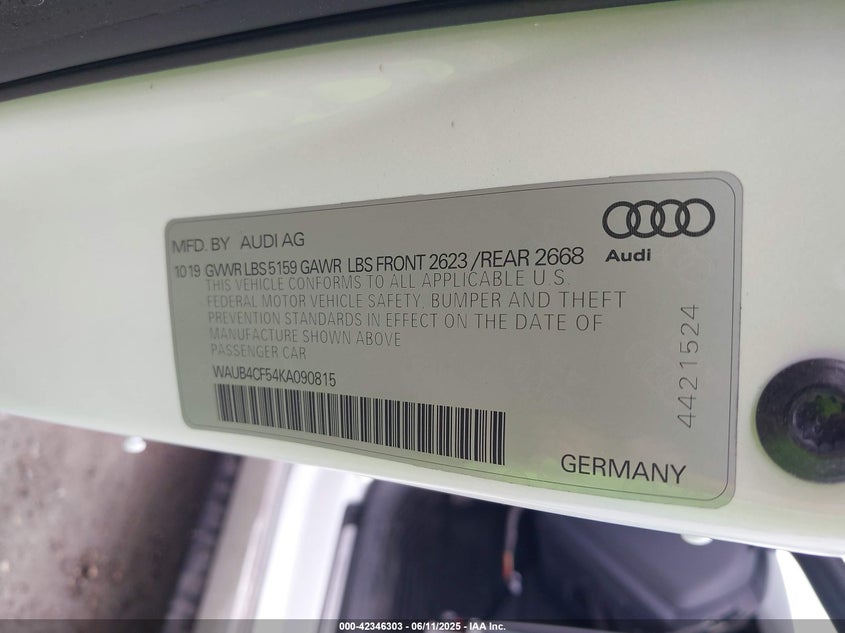 MFD. BY AUDI AG
Audi
10 19 GVWR LBS 5159 GAWR LBS FRONT 2623 /REAR 2668
THIS VEHICLE CONFORMS TO ALL APPLICABLE U.S.
FEDERAL MOTOR VEHICLE SAFETY, BUMPER AND THEFT
PREVENTION STANDARDS IN EFFECT ON THE DATE OF
MANUFACTURE SHOWN ABOVE
PASSENGER CAR
WAUB4CF54KA090815
4421524
GERMANY
000-42346303 - 06/11/2025 - IAA Inc.